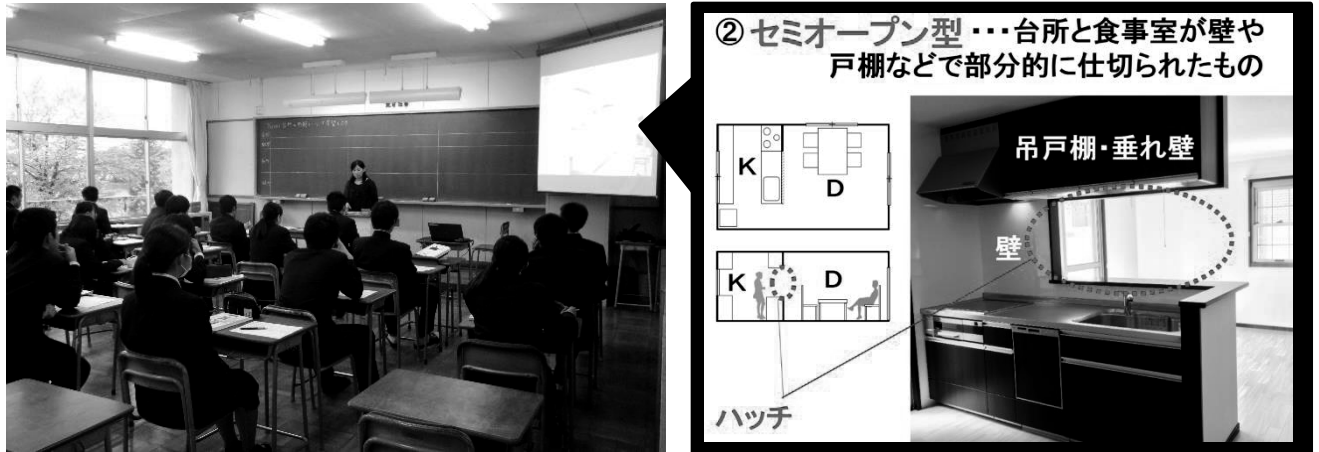 ② セミオープン型 ・・・台所と食事室が壁や
戸棚などで部分的に仕切られたもの
吊戸棚・垂れ壁
K
D
壁
K
D
ハッチ